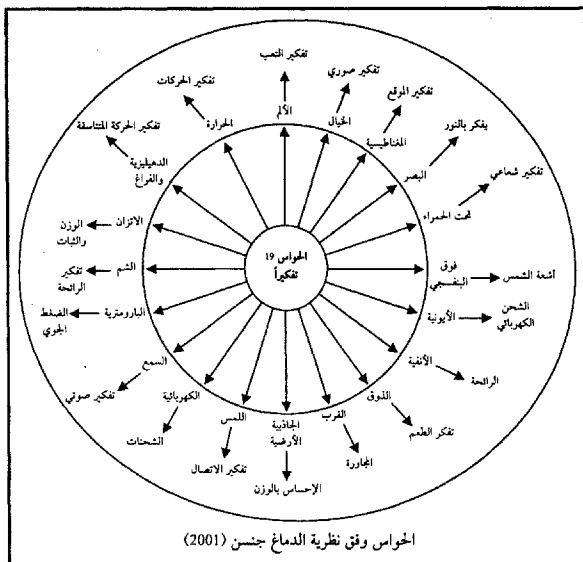 تفكير التعب
الألم
تفكير صوري
الخيال
تفكير الموقع
المغناطيسية
يفكر بالنور
البصر
تفكير شعاعي
تحت الحمراء
أشعة الشمس
فوق
البنفسجي
الشحن
الكهربائي
الأيونية
الرائحة
الأنفية
تفكر الطعم
الذوق
المجاورة
القرب
الإحساس بالوزن
الجاذبية
الأرضية
تفكير الاتصال
اللمس
الشحنات
الكهربائية
تفكير صوتي
السمع
الضغط
الجوي
البارومترية
تفكير
الرائحة
الشم
الوزن
والثبات
الاتزان
تفكير الحركة المتناسقة
الدهيليزية
والفراغ
تفكير الحركات
الحرارة
الحواس 19
تفكيراً
الحواس وفق نظرية الدماغ جنسن (2001)